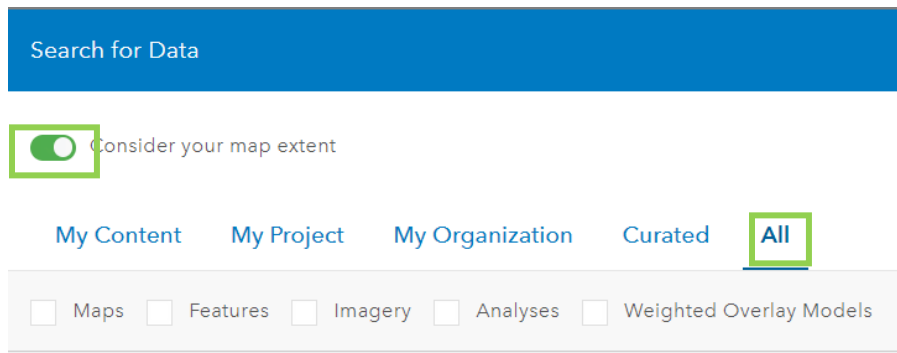 Search for Data
Consider your map extent
My Content My Project My Organization Curated All
Maps Features Imagery Analyses Weighted Overlay Models